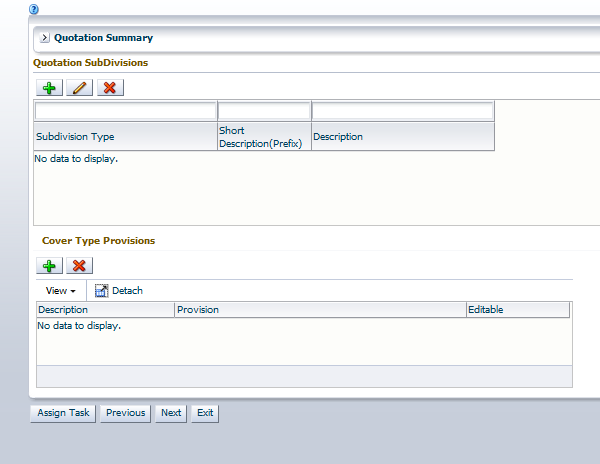 ?
Quotation Summary
Quotation SubDivisions
Subdivision Type
Short Description(Prefix)
Description
No data to display.
Cover Type Provisions
View
Detach
Description Provision Editable
No data to display.
Assign Task Previous Next Exit